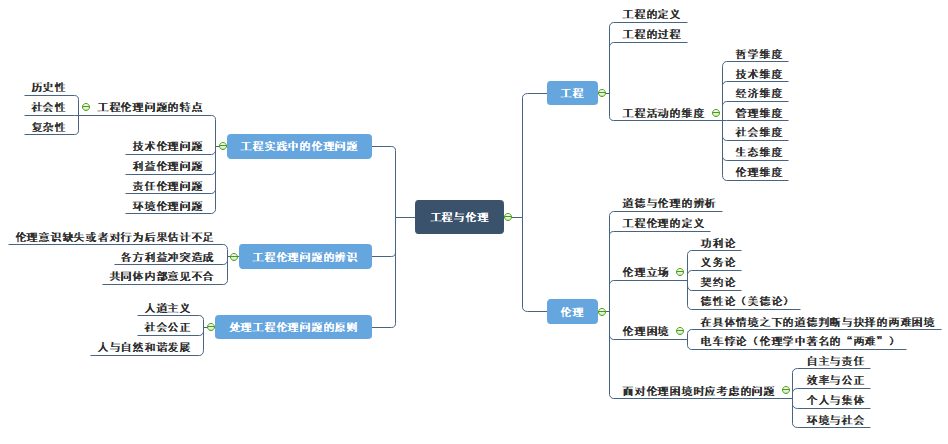 工程与伦理
工程
工程的定义
工程的过程
工程活动的维度
哲学维度
技术维度
经济维度
管理维度
社会维度
生态维度
伦理维度
伦理
道德与伦理的辨析
工程伦理的定义
伦理立场
功利论
义务论
契约论
德性论（美德论）
伦理困境
在具体情境之下的道德判断与抉择的两难困境
电车悖论（伦理学中著名的“两难”）
面对伦理困境时应考虑的问题
自主与责任
效率与公正
个人与集体
环境与社会
工程实践中的伦理问题
工程伦理问题的特点
历史性
社会性
复杂性
技术伦理问题
利益伦理问题
责任伦理问题
环境伦理问题
工程伦理问题的辨识
伦理意识缺失或者对行为后果估计不足
各方利益冲突造成
共同体内部意见不合
处理工程伦理问题的原则
人道主义
社会公正
人与自然和谐发展